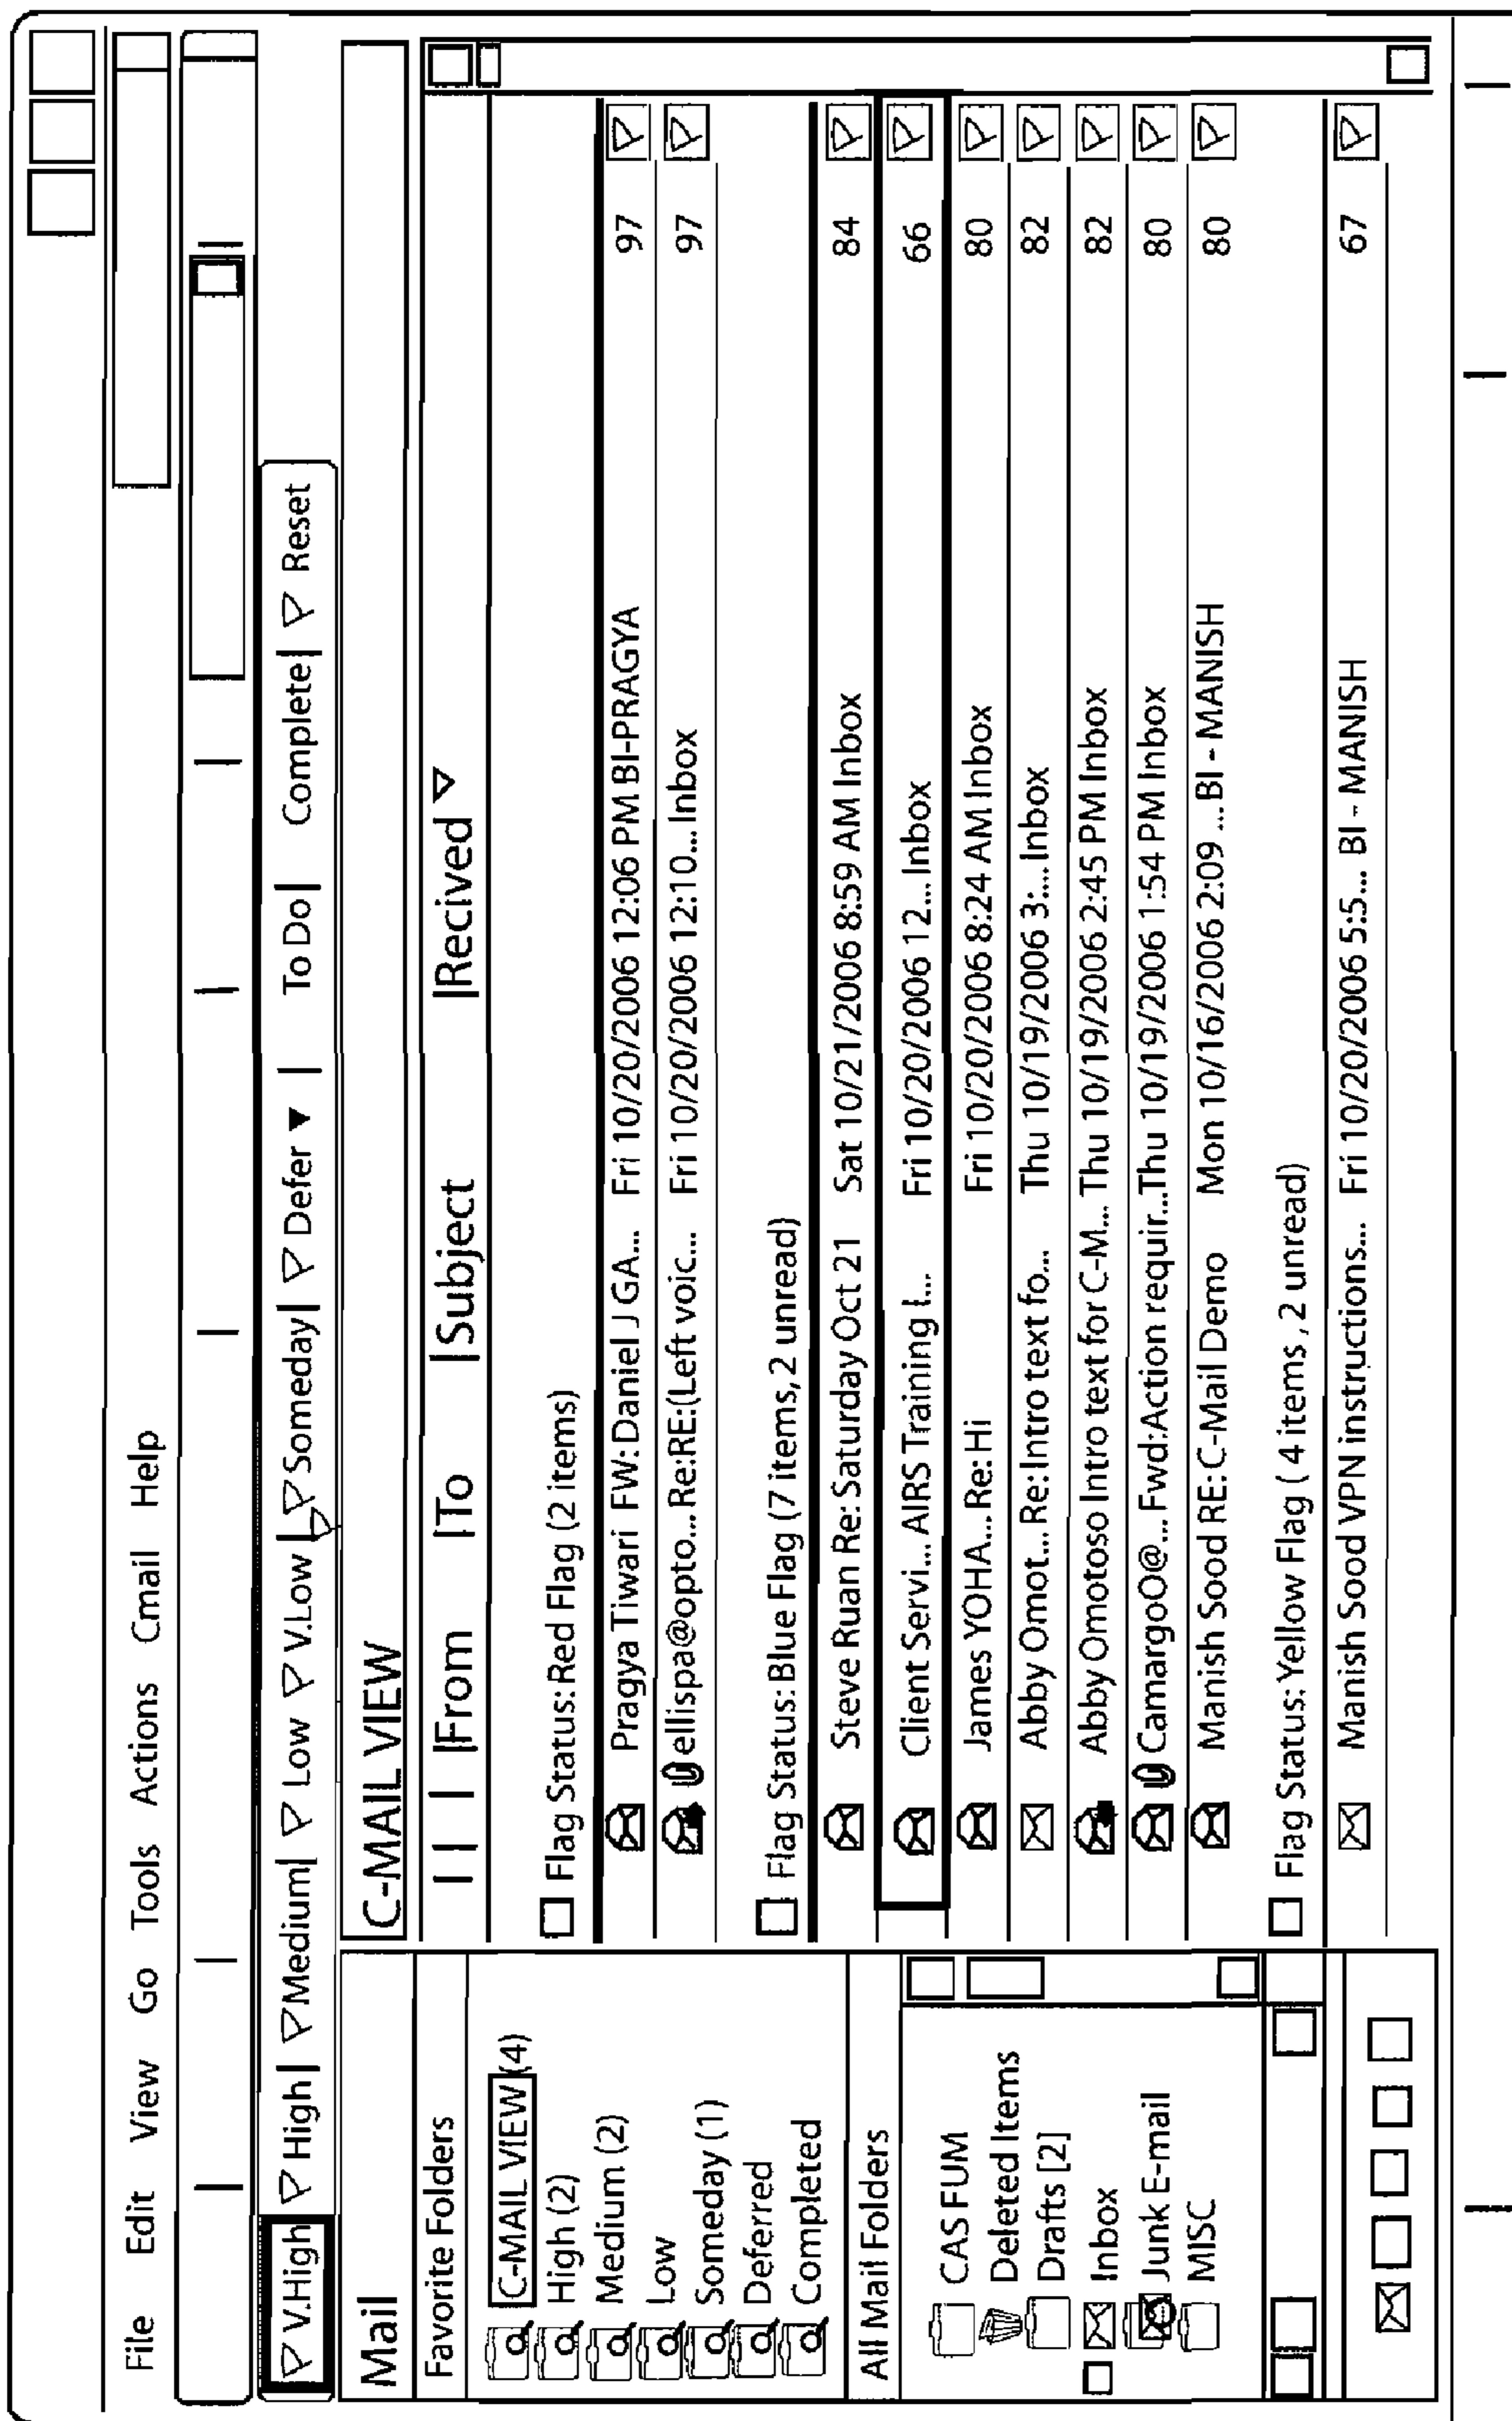 File Edit View Go Tools Actions Cmail Help
V.High High| Medium| Low V.Low | Someday| Defer ▼ | To Do| Complete| Reset
Mail
Favorite Folders
C-MAIL VIEW (4)
High (2)
Medium (2)
Low
Someday (1)
Deferred
Completed
All Mail Folders
CAS FUM
Deleted Items
Drafts [2]
Inbox
Junk E-mail
MISC
C-MAIL VIEW
| | |From |To |Subject |Recived
Flag Status: Red Flag (2 items)
Pragya Tiwari FW: Daniel J GA... Fri 10/20/2006 12:06 PM BI-PRAGYA 97
ellispa@opto... Re:RE:(Left voic... Fri 10/20/2006 12:10... Inbox 97
Flag Status: Blue Flag (7 items, 2 unread)
Steve Ruan Re: Saturday Oct 21 Sat 10/21/2006 8:59 AM Inbox 84
Client Servi... AIRS Training I... Fri 10/20/2006 12... Inbox 66
James YOHA... Re: Hi Fri 10/20/2006 8:24 AM Inbox 80
Abby Omot... Re: Intro text fo... Thu 10/19/2006 3:... Inbox 82
Abby Omotoso Intro text for C-M... Thu 10/19/2006 2:45 PM Inbox 82
CamargoO@... Fwd:Action requir...Thu 10/19/2006 1:54 PM Inbox 80
Manish Sood RE: C-Mail Demo Mon 10/16/2006 2:09 ... BI - MANISH 80
Flag Status: Yellow Flag ( 4 items , 2 unread)
Manish Sood VPN instructions... Fri 10/20/2006 5:5... BI - MANISH 67